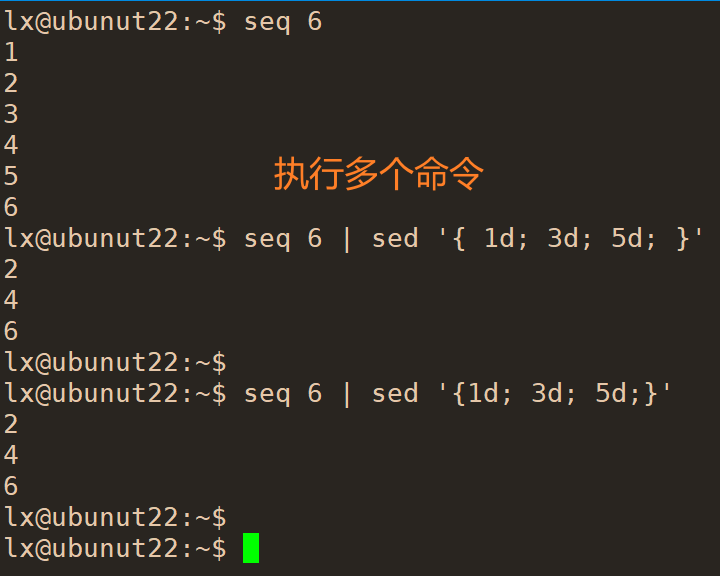 lx@ubunut22:~$ seq 6
1
2
3
4
执行多个命令
5
6
lx@ubunut22:~$ seq 6 | sed '{ 1d; 3d; 5d; }'
2
4
6
lx@ubunut22:~$
lx@ubunut22:~$ seq 6 | sed '{1d; 3d; 5d;}'
2
4
6
lx@ubunut22:~$
lx@ubunut22:~$